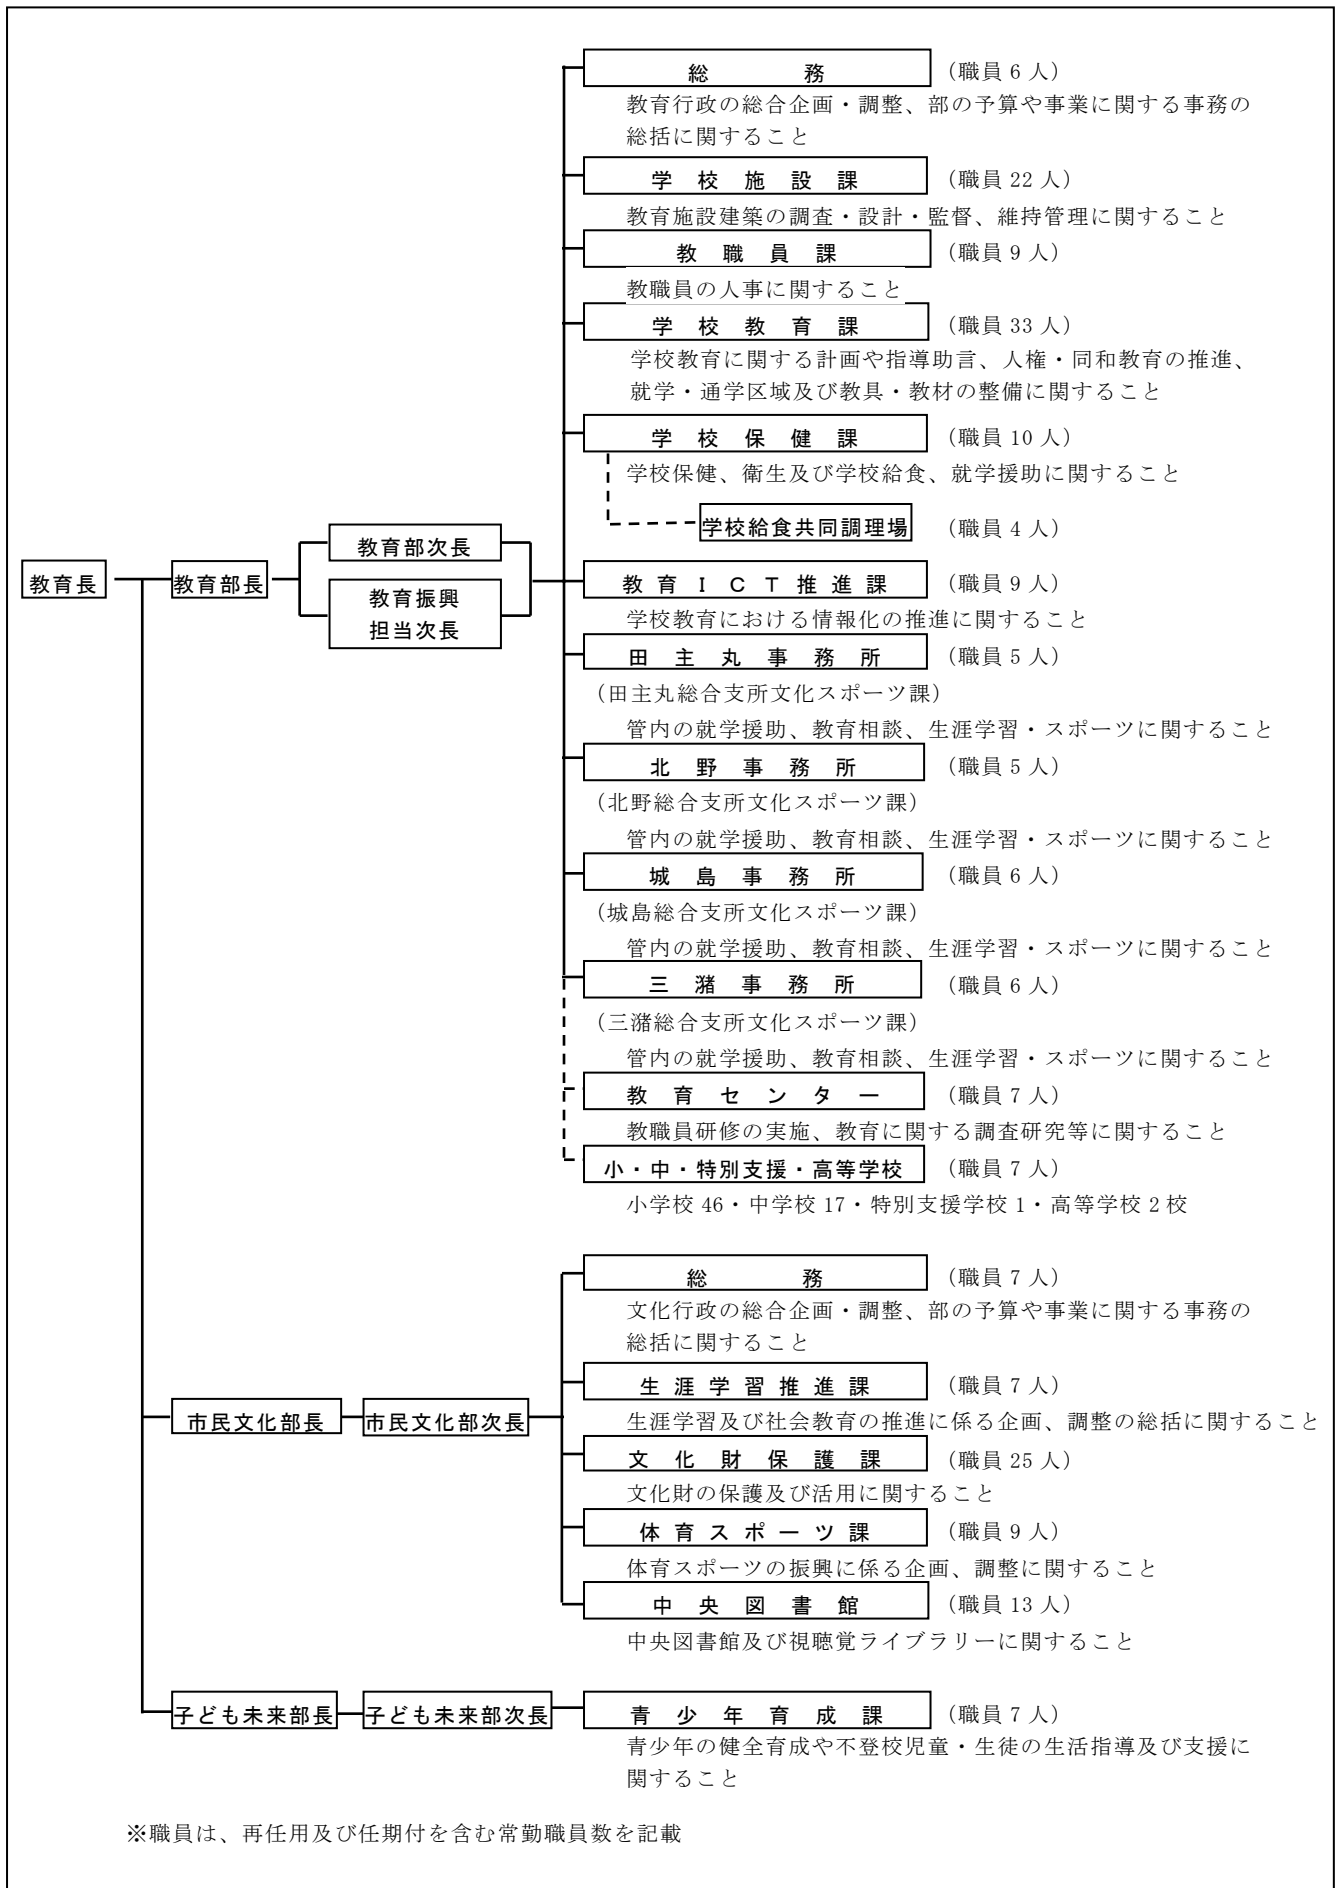 総務
(職員 6 人)
教育行政の総合企画・調整、部の予算や事業に関する事務の
総括に関すること
学校施設課
(職員 22 人)
教育施設建築の調査・設計・監督、維持管理に関すること
教職員課
(職員 9 人)
教職員の人事に関すること
学校教育課
(職員 33 人)
学校教育に関する計画や指導助言、人権・同和教育の推進、
就学・通学区域及び教具・教材の整備に関すること
学校保健課
(職員 10 人)
学校保健、衛生及び学校給食、就学援助に関すること
学校給食共同調理場
(職員 4 人)
教育長
教育部長
教育部次長
教育振興
担当次長
教育ICT推進課
(職員 9 人)
学校教育における情報化の推進に関すること
田主丸事務所
(職員 5 人)
(田主丸総合支所文化スポーツ課)
管内の就学援助、教育相談、生涯学習・スポーツに関すること
北野事務所
(職員 5 人)
(北野総合支所文化スポーツ課)
管内の就学援助、教育相談、生涯学習・スポーツに関すること
城島事務所
(職員 6 人)
(城島総合支所文化スポーツ課)
管内の就学援助、教育相談、生涯学習・スポーツに関すること
三潴事務所
(職員 6 人)
(三潴総合支所文化スポーツ課)
管内の就学援助、教育相談、生涯学習・スポーツに関すること
教育センター
(職員 7 人)
教職員研修の実施、教育に関する調査研究等に関すること
小・中・特別支援・高等学校
(職員 7 人)
小学校 46・中学校 17・特別支援学校 1・高等学校 2 校
総務
(職員 7 人)
文化行政の総合企画・調整、部の予算や事業に関する事務の
総括に関すること
生涯学習推進課
(職員 7 人)
市民文化部長
市民文化部次長
生涯学習及び社会教育の推進に係る企画、調整の総括に関すること
文化財保護課
(職員 25 人)
文化財の保護及び活用に関すること
体育スポーツ課
(職員 9 人)
体育スポーツの振興に係る企画、調整に関すること
中央図書館
(職員 13 人)
中央図書館及び視聴覚ライブラリーに関すること
子ども未来部長
子ども未来部次長
青少年育成課
(職員 7 人)
青少年の健全育成や不登校児童・生徒の生活指導及び支援に
関すること
※職員は、再任用及び任期付を含む常勤職員数を記載